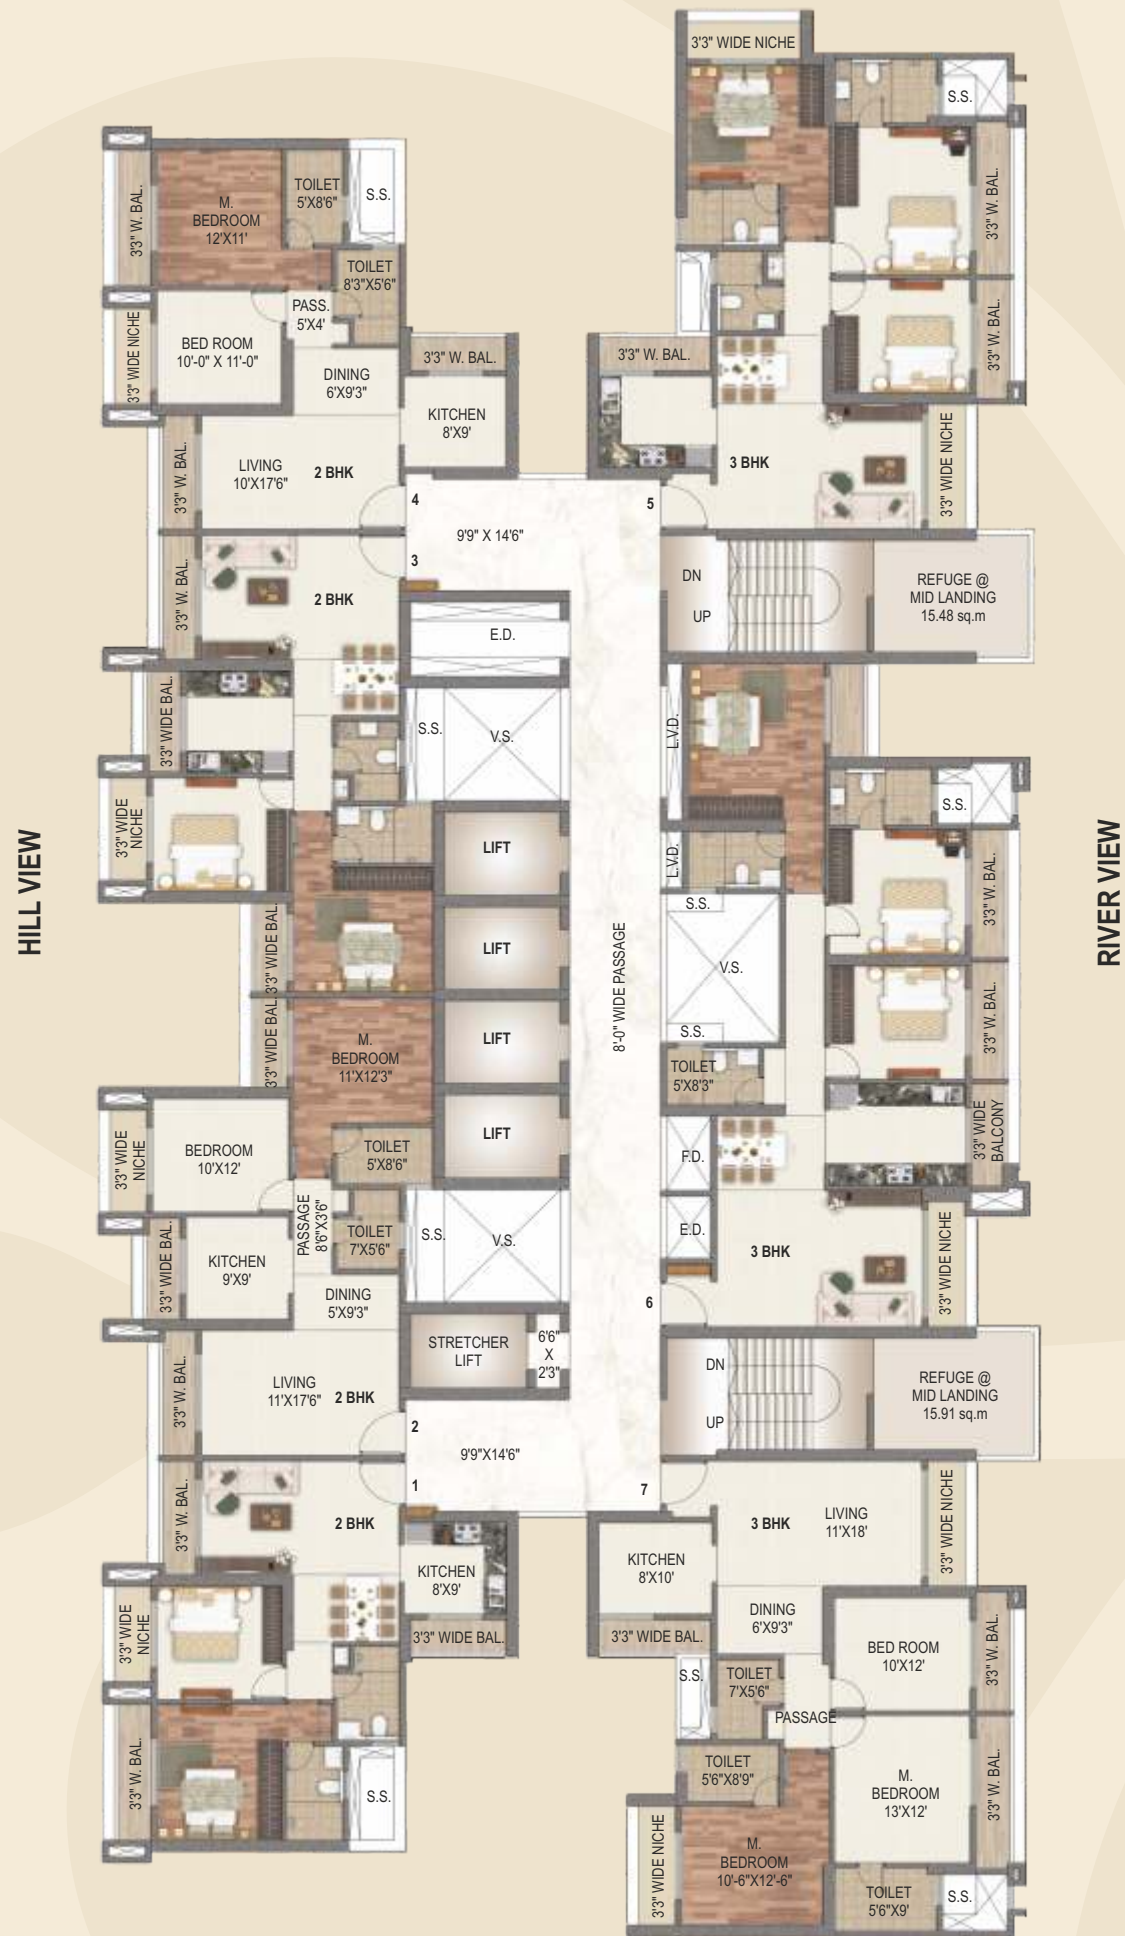 HILL VIEW
3'3" W. BAL.
M.
BEDROOM
12'X11'
TOILET
5'X8'6"
S.S.
TOILET
8'3"X5'6"
PASS.
5'X4'
3'3" WIDE NICHE
BED ROOM
10'-0" X 11'-0"
DINING
6'X9'3"
3'3" W. BAL.
KITCHEN
8'X9'
3'3" W. BAL.
LIVING
10'X17'6"
2 BHK
4
9'9" X 14'6"
3
3'3" W. BAL.
2 BHK
E.D.
3'3" WIDE BAL.
S.S.
V.S.
3'3" WIDE
NICHE
LIFT
3'3" WIDE BAL.
LIFT
3'3" WIDE BAL.
M.
BEDROOM
11'X12'3"
LIFT
3'3" WIDE
NICHE
BEDROOM
10'X12'
TOILET
5'X8'6"
LIFT
PASSAGE
8'6"X3'6"
TOILET
7'X5'6"
S.S.
V.S.
3'3" WIDE BAL.
KITCHEN
9'X9'
DINING
5'X9'3"
STRETCHER
LIFT
6'6"
X
2'3"
3'3" W. BAL.
LIVING
11'X17'6"
2 BHK
2
9'9"X14'6"
1
3'3" W. BAL.
2 BHK
KITCHEN
8'X9'
3'3" WIDE BAL.
3'3" WIDE
NICHE
3'3" W. BAL.
S.S.
8'-0" WIDE PASSAGE
3'3" WIDE NICHE
S.S.
3'3" W. BAL.
3'3" W. BAL.
3'3" W. BAL.
3 BHK
3'3" WIDE NICHE
5
DN
UP
REFUGE @
MID LANDING
15.48 sq.m
L.V.D.
L.V.D.
S.S.
S.S.
V.S.
S.S.
3'3" W. BAL.
3'3" W. BAL.
TOILET
5'X8'3"
3'3" WIDE
BALCONY
F.D.
E.D.
3 BHK
3'3" WIDE NICHE
6
DN
UP
REFUGE @
MID LANDING
15.91 sq.m
7
3 BHK
LIVING
11'X18'
3'3" WIDE NICHE
KITCHEN
8'X10'
DINING
6'X9'3"
3'3" WIDE BAL.
BED ROOM
10'X12'
3'3" W. BAL.
S.S.
TOILET
7'X5'6"
PASSAGE
TOILET
5'6"X8'9"
M.
BEDROOM
13'X12'
3'3" W. BAL.
3'3" WIDE NICHE
M.
BEDROOM
10'-6"X12'-6"
TOILET
5'6"X9'
S.S.
RIVER VIEW